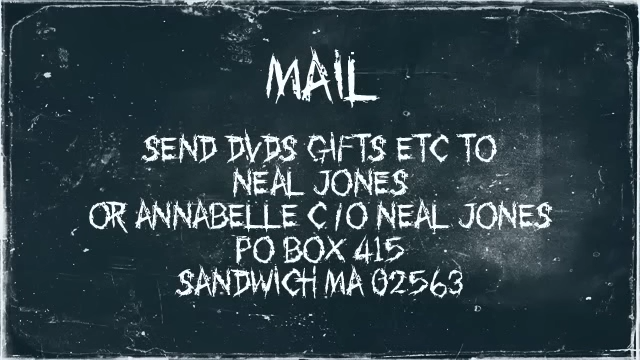 MAIL
SEND DVDS GIFTS ETC TO
NEAL JONES
OR ANNABELLE C/O NEAL JONES
PO BOX 415
SANDWICH MA 02563